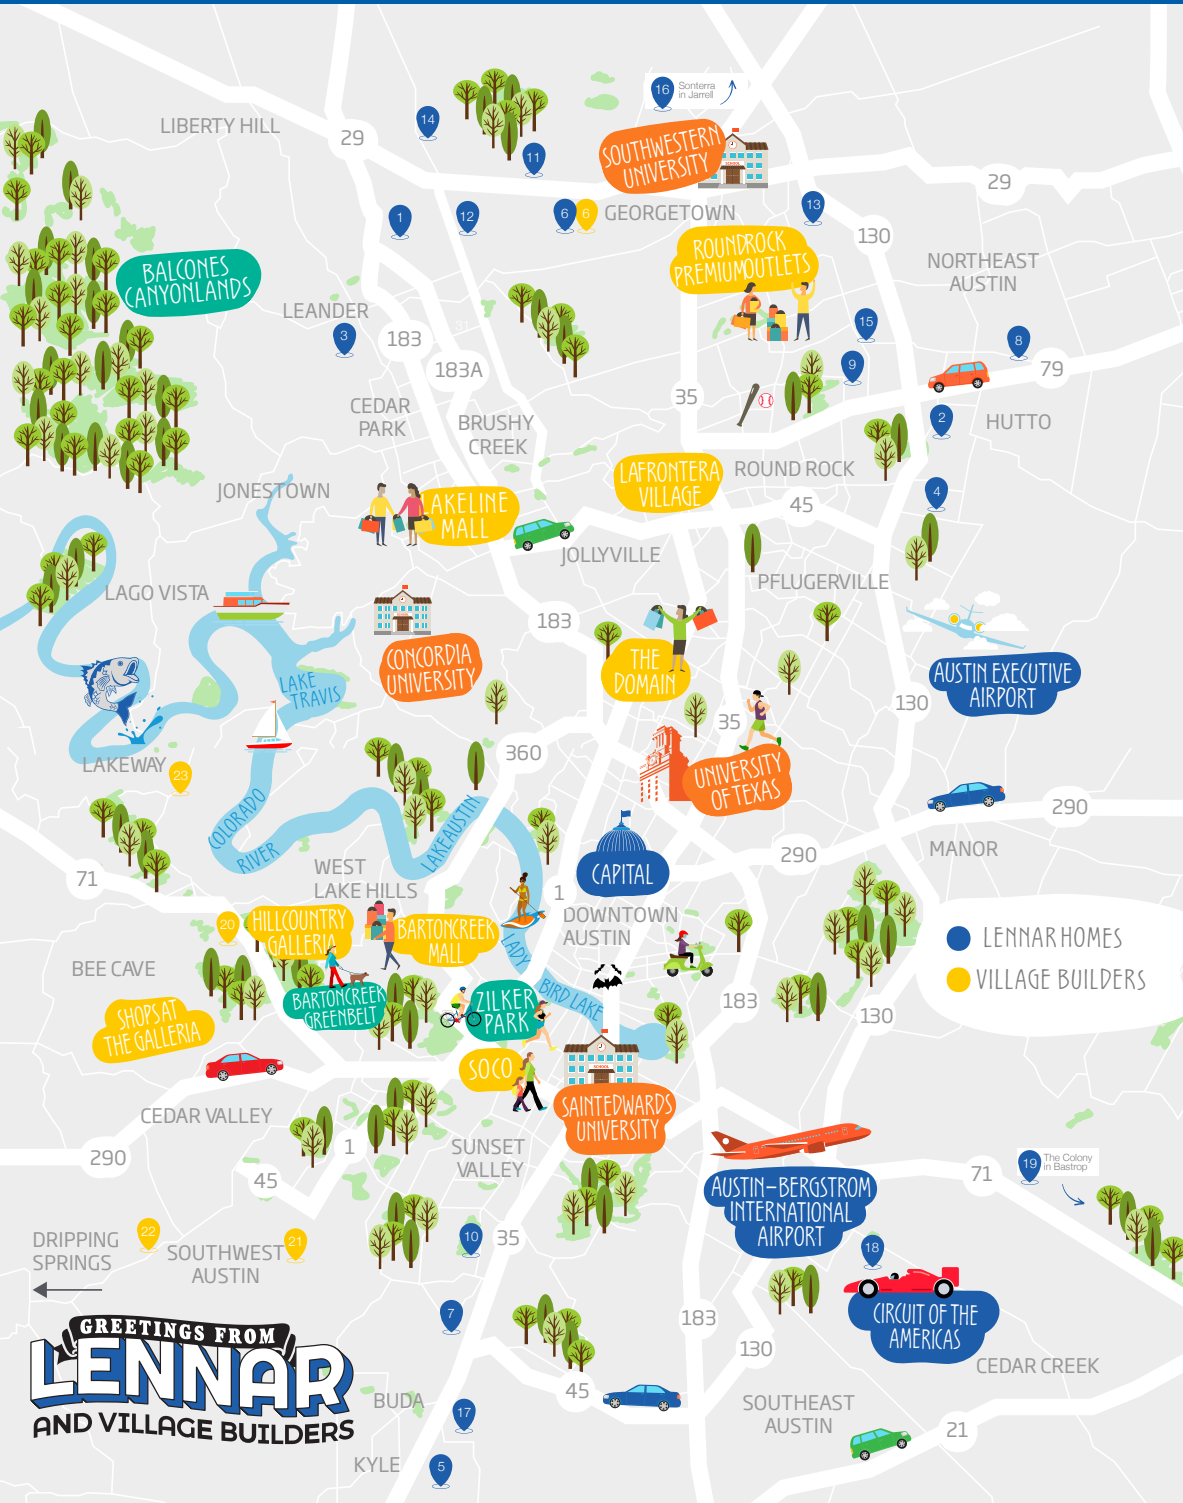 16
Sonterra
in Jarrell
14
LIBERTY HILL
29
11
SOUTHWESTERN
UNIVERSITY
SCHOOL
29
1
12
6
6
GEORGETOWN
13
130
ROUNDROCK
PREMIUMOUTLETS
NORTHEAST
AUSTIN
BALCONES
CANYONLANDS
LEANDER
3
183
31
15
8
183A
9
79
35
CEDAR
PARK
BRUSHY
CREEK
2
HUTTO
LAFRONTERA
VILLAGE
ROUND ROCK
JONESTOWN
4
LAKELINE
MALL
45
JOLLYVILLE
LAGO VISTA
PFLUGERVILLE
183
CONCORDIA
UNIVERSITY
THE
DOMAIN
AUSTIN EXECUTIVE
AIRPORT
LAKE
TRAVIS
130
35
360
LAKEWAY
23
UNIVERSITY
OF TEXAS
COLORADO
RIVER
LAKEAUSTIN
290
MANOR
290
CAPITAL
71
WEST
LAKE HILLS
1
DOWNTOWN
AUSTIN
20
HILLCOUNTRY
GALLERIA
BARTONCREEK
MALL
LENNAR HOMES
LADY
BIRD LAKE
BEE CAVE
VILLAGE BUILDERS
BARTONCREEK
GREENBELT
ZILKER
PARK
183
130
SHOPS AT
THE GALLERIA
SOCO
SCHOOL
CEDAR VALLEY
SAINTEDWARDS
UNIVERSITY
290
1
SUNSET
VALLEY
45
71
19
The Colony
in Bastrop
AUSTIN-BERGSTROM
INTERNATIONAL
AIRPORT
22
21
10
35
18
DRIPPING
SPRINGS
SOUTHWEST
AUSTIN
7
183
CIRCUIT OF THE
AMERICAS
130
CEDAR CREEK
GREETINGS FROM
LENNAR
AND VILLAGE BUILDERS
45
BUDA
17
SOUTHEAST
AUSTIN
21
KYLE
5